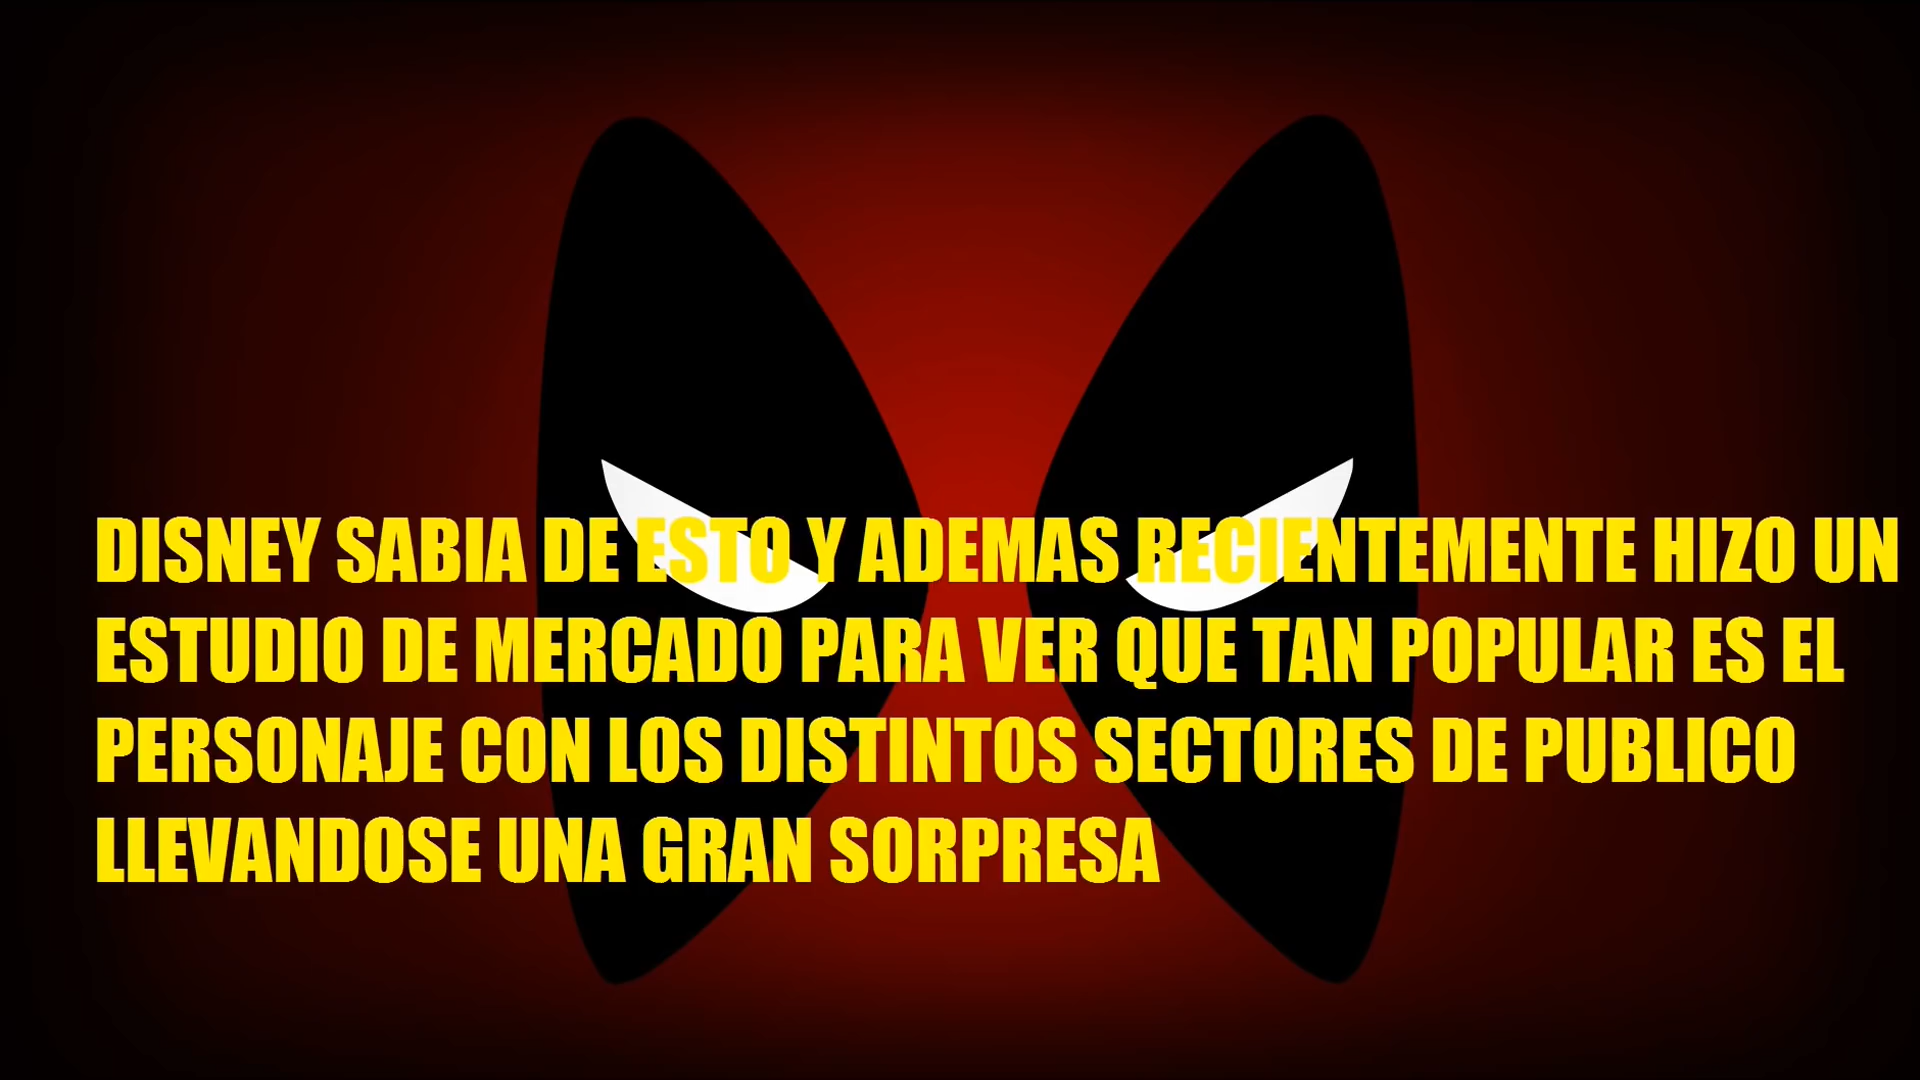 DISNEY SABIA DE ESTO Y ADEMAS RECIENTEMENTE HIZO UN
ESTUDIO DE MERCADO PARA VER QUE TAN POPULAR ES EL
PERSONAJE CON LOS DISTINTOS SECTORES DE PUBLICO
LLEVANDOSE UNA GRAN SORPRESA